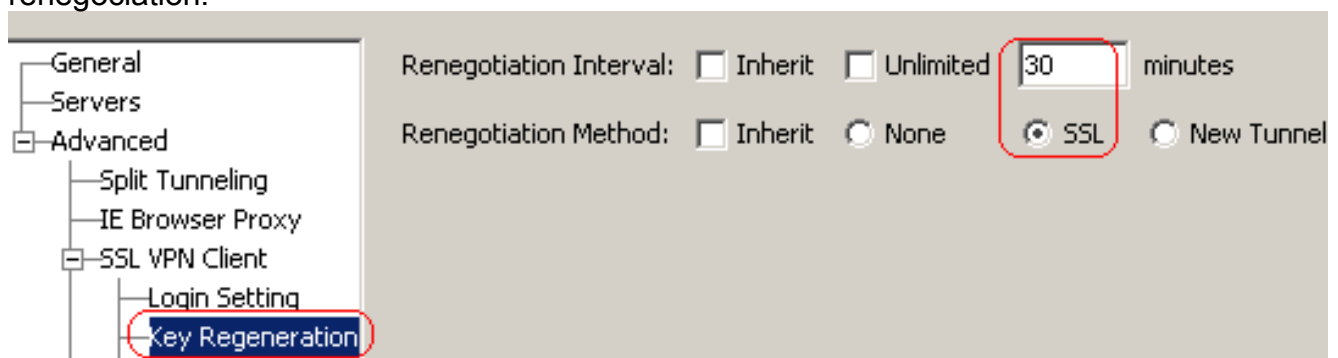 renegociation.
General
Servers
Advanced
Split Tunneling
IE Browser Proxy
SSL VPN Client
Login Setting
Key Regeneration
Renegotiation Interval: Inherit Unlimited 30 minutes
Renegotiation Method: Inherit None SSL New Tunnel